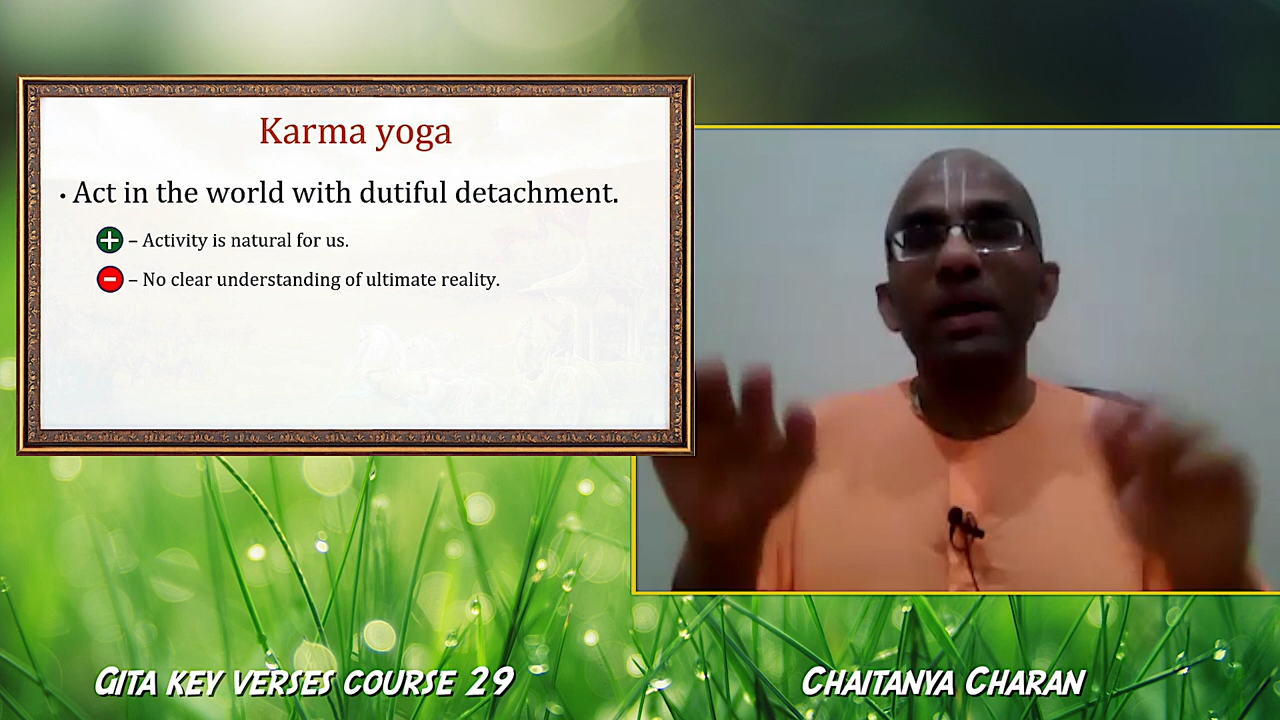 Karma yoga
• Act in the world with dutiful detachment.
+ – Activity is natural for us.
- – No clear understanding of ultimate reality.
GITA KEY VERSES COURSE 29
CHAITANYA CHARAN